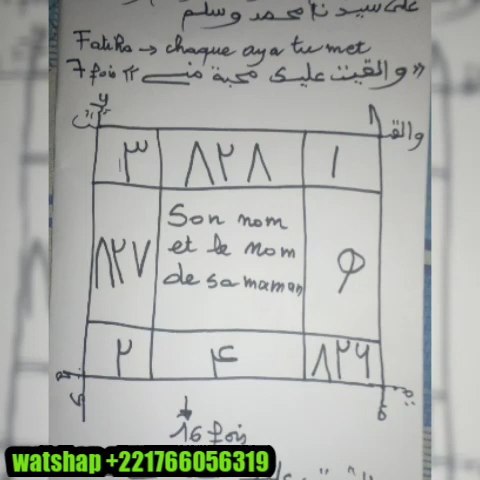 على سيدنا محمد وسلم
Fatiha → chaque aya tu met
7 fois "والقيت عليك محبة مني"
والق
٣ ٨٢٨ ١
٨٢٧ Son nom
et le nom
de sa maman
٢ ٤ ٨٢٦
16 fois
watshap +221766056319